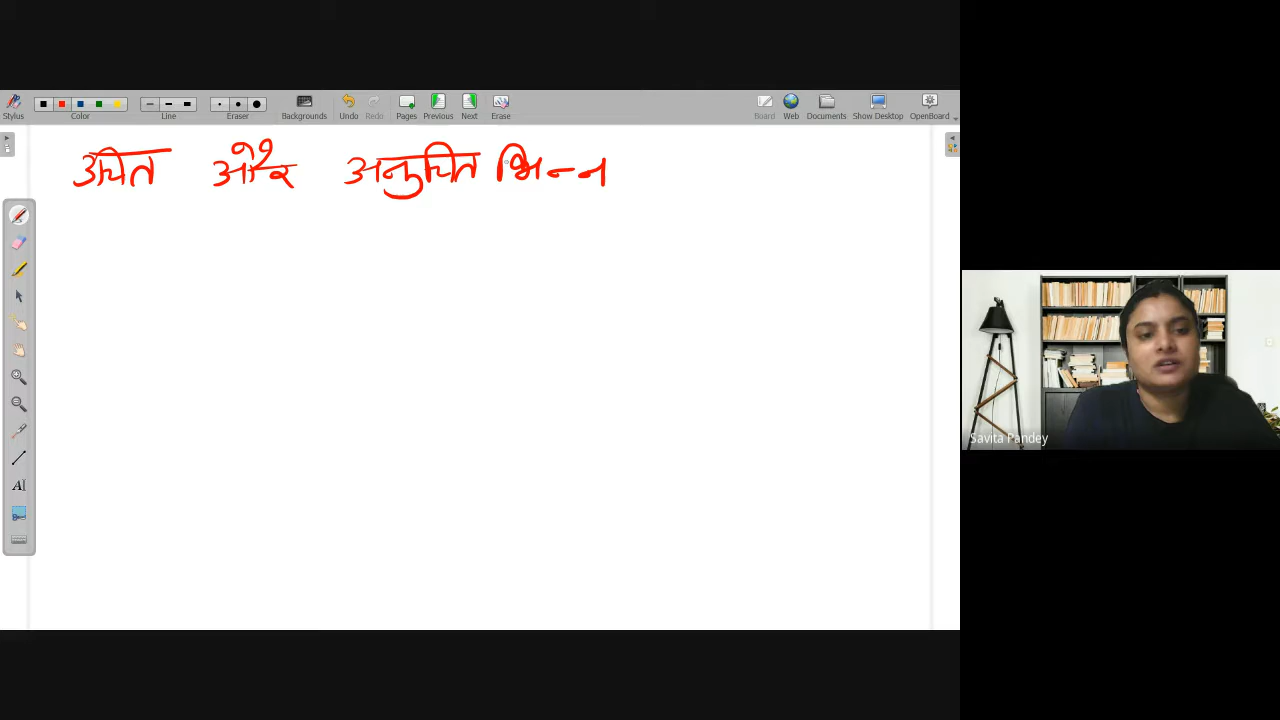 Stylus Color Line Eraser Backgrounds Undo Redo Pages Previous Next Erase Board Web Documents Show Desktop OpenBoard
उचित और अनुचित भिन्न
Savita Pandey